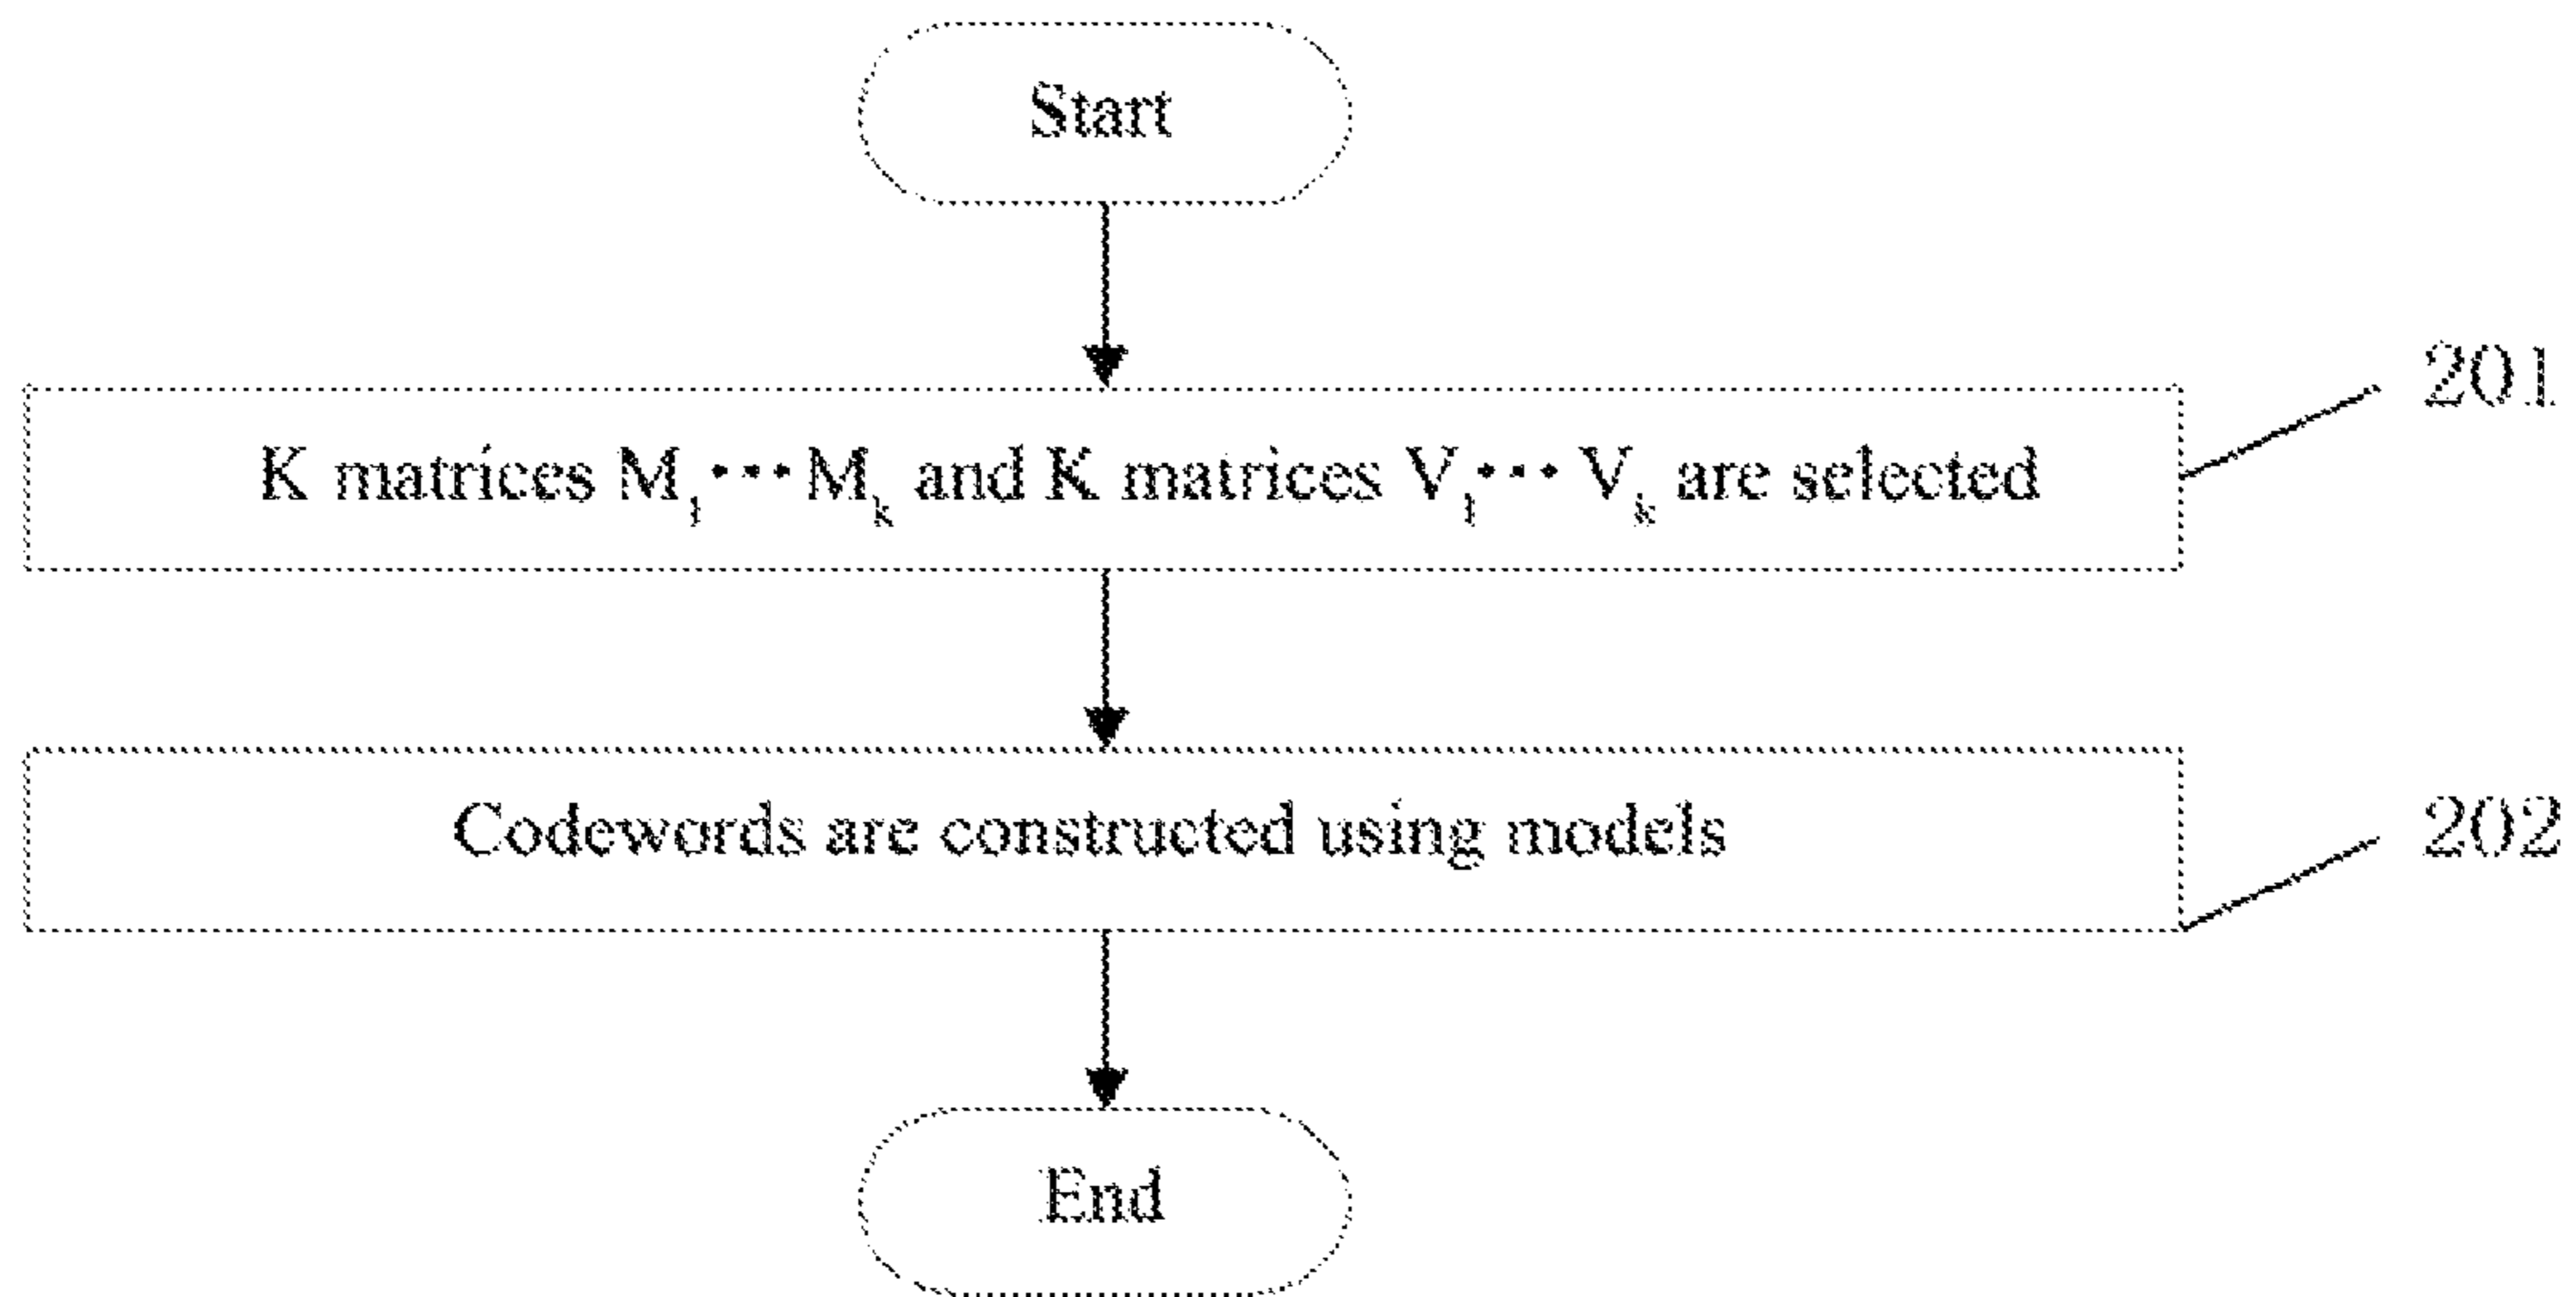 Start
201
K matrices M₁···Mₖ and K matrices V₁···Vₖ are selected
Codewords are constructed using models
202
End